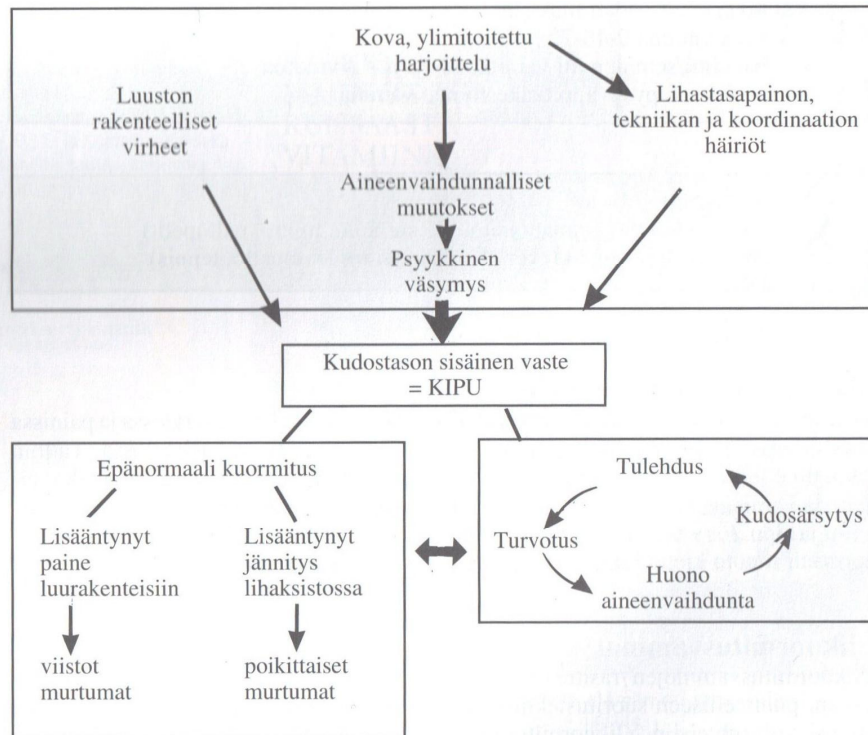 Kova, ylimitoitettu
harjoittelu
Luuston
rakenteelliset
virheet
Lihastasapainon,
tekniikan ja koordinaation
häiriöt
Aineenvaihdunnalliset
muutokset
Psyykkinen
väsymys
Kudostason sisäinen vaste
= KIPU
Epänormaali kuormitus
Lisääntynyt
paine
luurakenteisiin
Lisääntynyt
jännitys
lihaksistossa
viistot
murtumat
poikittaiset
murtumat
Tulehdus
Kudosärsytys
Turvotus
Huono
aineenvaihdunta